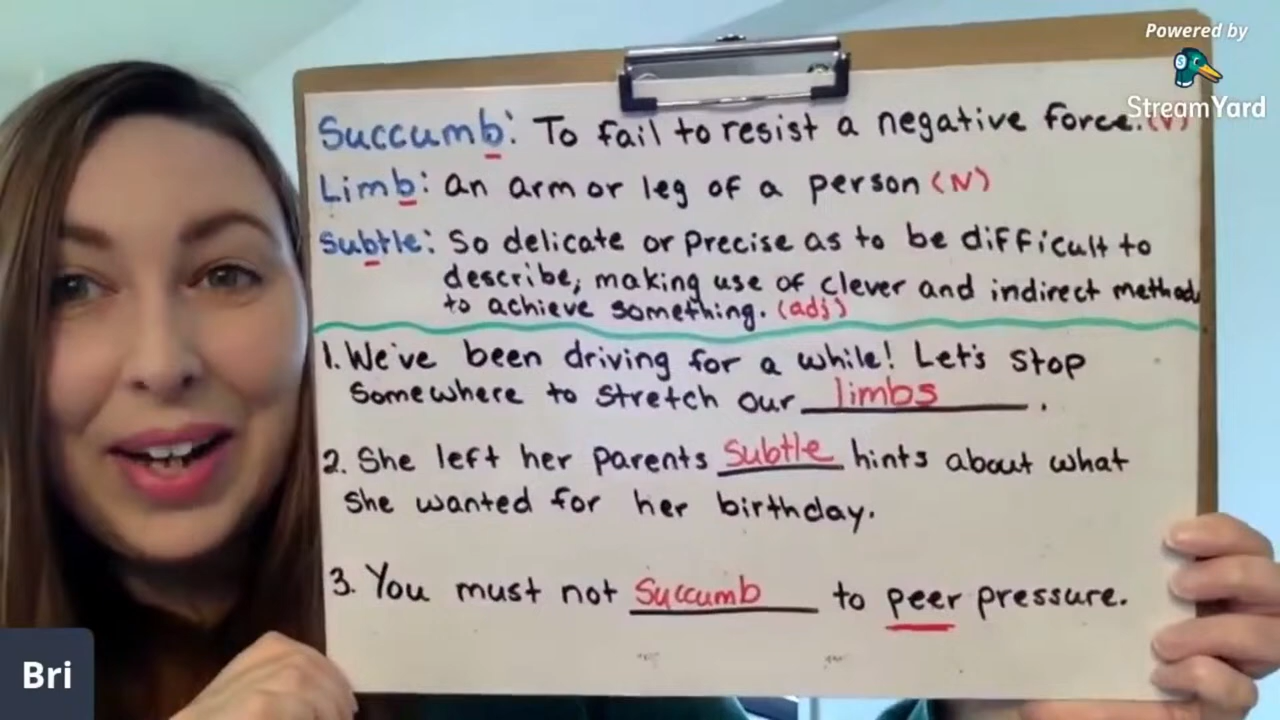 Powered by
StreamYard
Succumb: To fail to resist a negative force. (V)
Limb: an arm or leg of a person (N)
Subtle: So delicate or precise as to be difficult to
describe, making use of clever and indirect methods
to achieve something. (adj)
1. We've been driving for a while! Let's stop
somewhere to stretch our limbs.
2. She left her parents subtle hints about what
she wanted for her birthday.
3. You must not succumb to peer pressure.
Bri